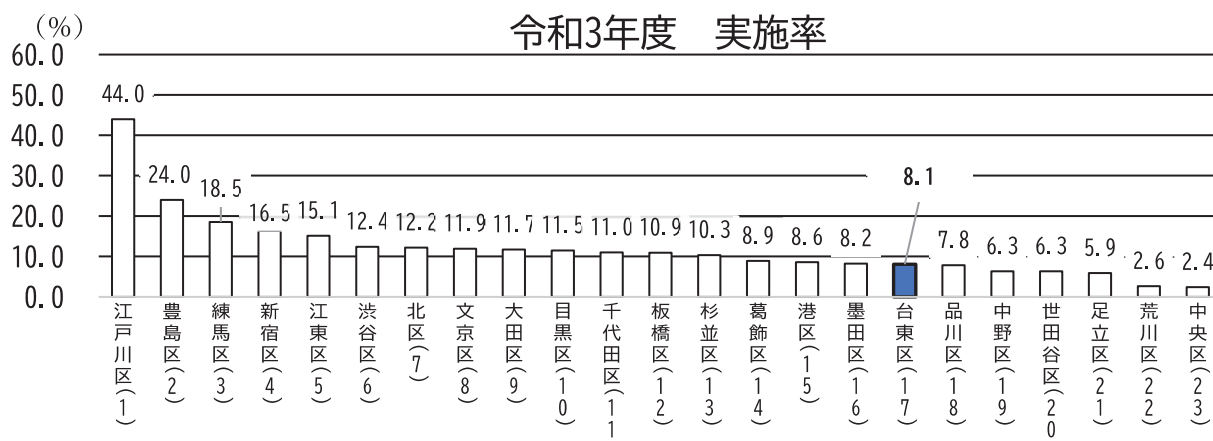 令和3年度　実施率
(%)
60.0
50.0
40.0
30.0
20.0
10.0
0.0
44.0
24.0
18.5
16.5
15.1
12.4
12.2
11.9
11.7
11.5
11.0
10.9
10.3
8.9
8.6
8.2
8.1
7.8
6.3
6.3
5.9
2.6
2.4
江戸川区(1)
豊島区(2)
練馬区(3)
新宿区(4)
江東区(5)
渋谷区(6)
北区(7)
文京区(8)
大田区(9)
目黒区(10)
千代田区(11
板橋区(12)
杉並区(13)
葛飾区(14)
港区(15)
墨田区(16)
台東区(17)
品川区(18)
中野区(19)
世田谷区(20
足立区(21)
荒川区(22)
中央区(23)